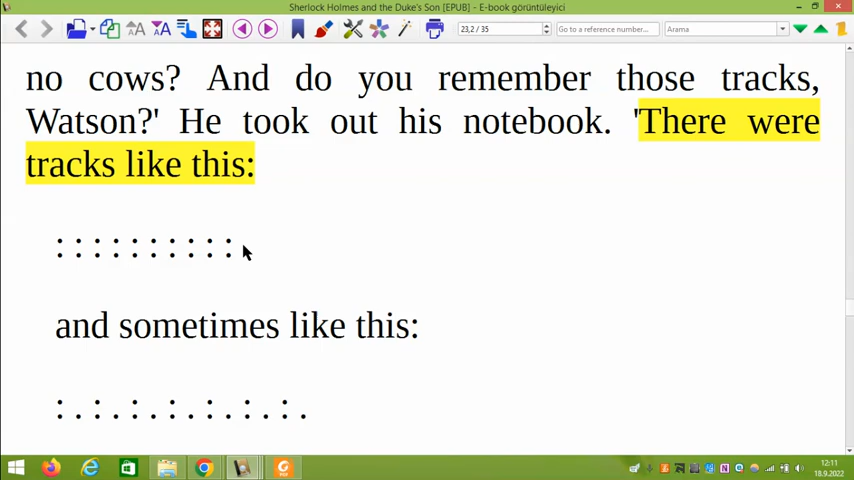 Sherlock Holmes and the Duke's Son [EPUB] - E-book görüntüleyici
23,2 / 35
Go to a reference number...
Arama
no cows? And do you remember those tracks,
Watson?' He took out his notebook. 'There were
tracks like this:
: : : : : : : : : :
and sometimes like this:
: . : . : . : . : . : . : .
12:11
18.9.2022